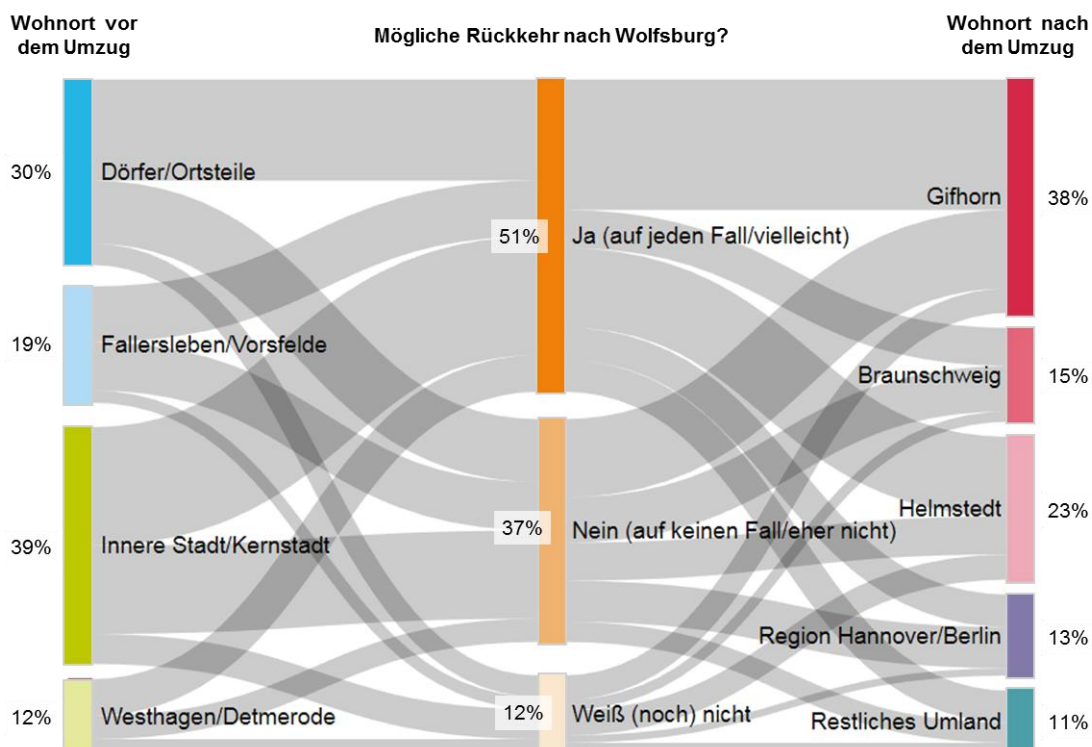 Wohnort vor
dem Umzug
Mögliche Rückkehr nach Wolfsburg?
Wohnort nach
dem Umzug
30%
Dörfer/Ortsteile
19%
Fallersleben/Vorsfelde
39%
Innere Stadt/Kernstadt
12%
Westhagen/Detmerode
51%
Ja (auf jeden Fall/vielleicht)
37%
Nein (auf keinen Fall/eher nicht)
12%
Weiß (noch) nicht
Gifhorn
38%
Braunschweig
15%
Helmstedt
23%
Region Hannover/Berlin
13%
Restliches Umland
11%